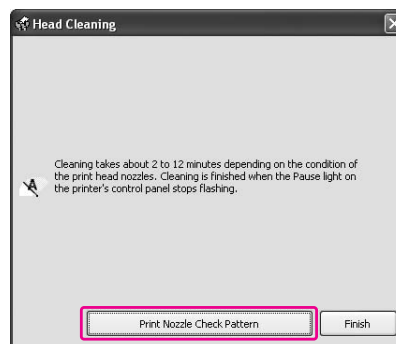 Head Cleaning
Cleaning takes about 2 to 12 minutes depending on the condition of
the print head nozzles. Cleaning is finished when the Pause light on
the printer's control panel stops flashing.
Print Nozzle Check Pattern
Finish